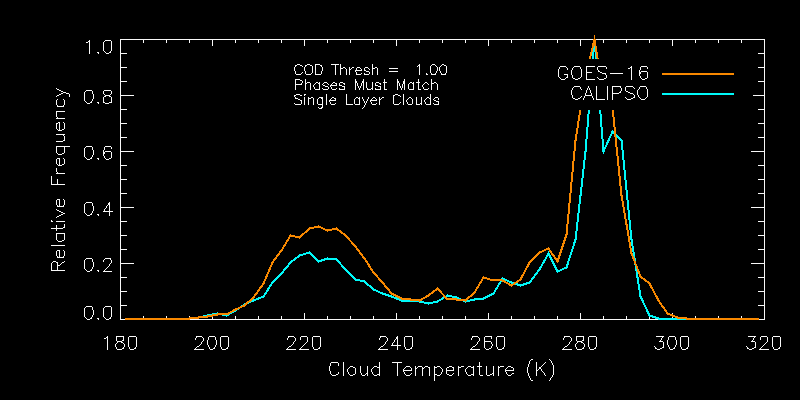 1.0
COD Thresh = 1.00
GOES-16
Phases Must Match
CALIPSO
Single Layer Clouds
0.8
0.6
0.4
0.2
0.0
Relative Frequency
180 200 220 240 260 280 300 320
Cloud Temperature (K)